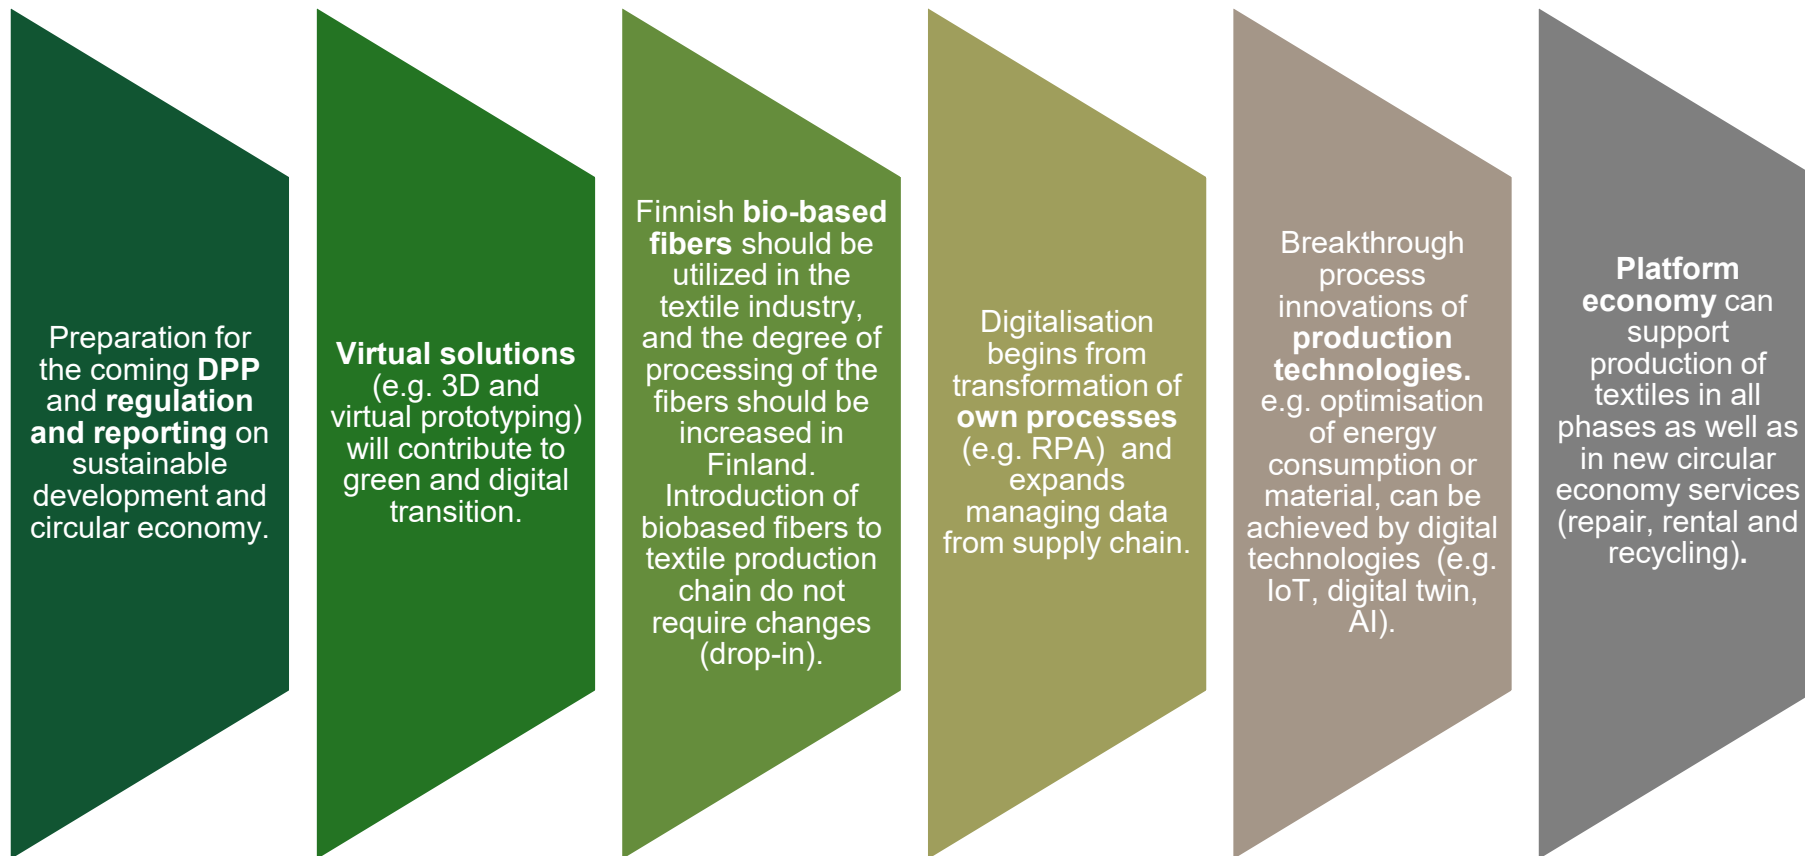 Preparation for
the coming DPP
and regulation
and reporting on
sustainable
development and
circular economy.
Virtual solutions
(e.g. 3D and
virtual prototyping)
will contribute to
green and digital
transition.
Finnish bio-based
fibers should be
utilized in the
textile industry,
and the degree of
processing of the
fibers should be
increased in
Finland.
Introduction of
biobased fibers to
textile production
chain do not
require changes
(drop-in).
Digitalisation
begins from
transformation of
own processes
(e.g. RPA)  and
expands
managing data
from supply chain.
Breakthrough
process
innovations of
production
technologies.
e.g. optimisation
of energy
consumption or
material, can be
achieved by digital
technologies  (e.g.
IoT, digital twin,
AI).
Platform
economy can
support
production of
textiles in all
phases as well as
in new circular
economy services
(repair, rental and
recycling).